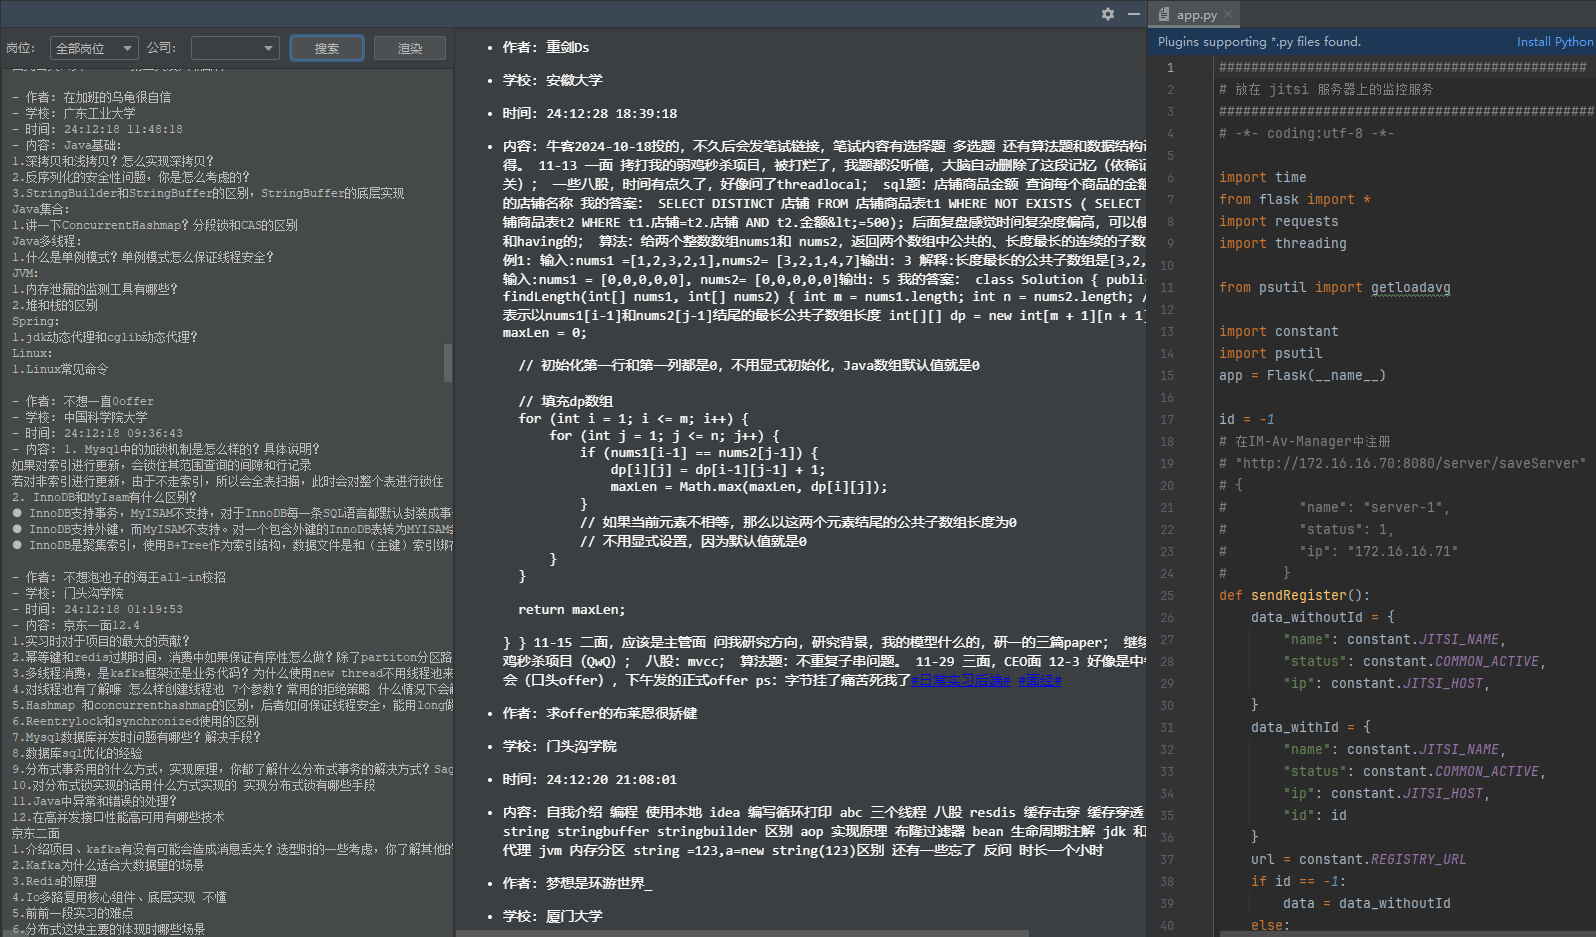 岗位:
全部岗位
公司:
搜索
渲染
- 作者: 在加班的乌龟很自信
- 学校: 广东工业大学
- 时间: 24:12:18 11:48:18
- 内容: Java基础:
1.深拷贝和浅拷贝? 怎么实现深拷贝?
2.反序列化的安全性问题, 你是怎么考虑的?
3.StringBuilder和StringBuffer的区别, StringBuffer的底层实现
Java集合:
1.讲一下ConcurrentHashmap? 分段锁和CAS的区别
Java多线程:
1.什么是单例模式? 单例模式怎么保证线程安全?
JVM:
1.内存泄漏的监测工具有哪些?
2.堆和栈的区别
Spring:
1.jdk动态代理和cglib动态代理?
Linux:
1.Linux常见命令
- 作者: 不想一直0offer
- 学校: 中国科学院大学
- 时间: 24:12:18 09:36:43
- 内容: 1. Mysql中的加锁机制是怎么样的? 具体说明?
如果对索引进行更新, 会锁住其范围查询的间隙和行记录
若对非索引进行更新, 由于不走索引, 所以会全表扫描, 此时会对整个表进行锁住
2. InnoDB和MyIsam有什么区别?
● InnoDB支持事务, MyISAM不支持, 对于InnoDB每一条SQL语言都默认封装成事
● InnoDB支持外键, 而MyISAM不支持。对一个包含外键的InnoDB表转为MYISAM
● InnoDB是聚集索引, 使用B+Tree作为索引结构, 数据文件是和 (主键) 索引绑
- 作者: 不想泡池子的海王all-in校招
- 学校: 门头沟学院
- 时间: 24:12:18 01:19:53
- 内容: 京东一面12.4
1.实习时对于项目的最大的贡献?
2.幂等键和redis过期时间, 消费中如果保证有序性怎么做? 除了partiton分区路
3.多线程消费, 是kafka框架还是业务代码? 为什么使用new thread不用线程池来
4.对线程池有了解嘛 怎么样创建线程池 7个参数? 常用的拒绝策略 什么情况下会
5.Hashmap 和concurrenthashmap的区别, 后者如何保证线程安全, 能用long做
6.Reentrylock和synchronized使用的区别
7.Mysql数据库并发时问题有哪些? 解决手段?
8.数据库sql优化的经验
9.分布式事务用的什么方式, 实现原理, 你都了解什么分布式事务的解决方式? Sag
10.对分布式锁实现的话用什么方式实现的 实现分布式锁有哪些手段
11.Java中异常和错误的处理?
12.在高并发接口性能高可用有哪些技术
京东二面
1.介绍项目、kafka有没有可能会造成消息丢失? 选型时的一些考虑, 你了解其他的
2.Kafka为什么适合大数据量的场景
3.Redis的原理
4.Io多路复用核心组件、底层实现 不懂
5.前前一段实习的难点
6.分布式这块主要的体现时哪些场景
• 作者: 重剑Ds
• 学校: 安徽大学
• 时间: 24:12:28 18:39:18
• 内容: 牛客2024-10-18投的, 不久后会发笔试链接, 笔试内容有选择题 多选题 还有算法题和数据结构
得。 11-13 一面 拷打我的弱鸡秒杀项目, 被打烂了, 我题都没听懂, 大脑自动删除了这段记忆 (依稀记
关) ; 一些八股, 时间有点久了, 好像问了threadlocal; sql题: 店铺商品金额 查询每个商品的金额
的店铺名称 我的答案: SELECT DISTINCT 店铺 FROM 店铺商品表t1 WHERE NOT EXISTS ( SELECT
铺商品表t2 WHERE t1.店铺=t2.店铺 AND t2.金额&lt;=500); 后面复盘感觉时间复杂度偏高, 可以使
和having的; 算法: 给两个整数数组nums1和 nums2, 返回两个数组中公共的、长度最长的连续的子数
例1: 输入:nums1 =[1,2,3,2,1],nums2= [3,2,1,4,7]输出: 3 解释:长度最长的公共子数组是[3,2,
输入:nums1 = [0,0,0,0,0], nums2= [0,0,0,0,0]输出: 5 我的答案: class Solution { publi
findLength(int[] nums1, int[] nums2) { int m = nums1.length; int n = nums2.length; /
表示以nums1[i-1]和nums2[j-1]结尾的最长公共子数组长度 int[][] dp = new int[m + 1][n + 1]
maxLen = 0;
// 初始化第一行和第一列都是0, 不用显式初始化, Java数组默认值就是0
// 填充dp数组
for (int i = 1; i <= m; i++) {
for (int j = 1; j <= n; j++) {
if (nums1[i-1] == nums2[j-1]) {
dp[i][j] = dp[i-1][j-1] + 1;
maxLen = Math.max(maxLen, dp[i][j]);
}
// 如果当前元素不相等, 那么以这两个元素结尾的公共子数组长度为0
// 不用显式设置, 因为默认值就是0
}
}
return maxLen;
} } 11-15 二面, 应该是主管面 问我研究方向, 研究背景, 我的模型什么的, 研一的三篇paper; 继续
鸡秒杀项目 (QwQ) ; 八股: mvcc; 算法题: 不重复子串问题。 11-29 三面, CEO面 12-3 好像是中
会 (口头offer) , 下午发的正式offer ps: 字节挂了痛苦死我了#日常实习后端# #面经#
• 作者: 求offer的布莱恩很矫健
• 学校: 门头沟学院
• 时间: 24:12:20 21:08:01
• 内容: 自我介绍 编程 使用本地 idea 编写循环打印 abc 三个线程 八股 resdis 缓存击穿 缓存穿透
string stringbuffer stringbuilder 区别 aop 实现原理 布隆过滤器 bean 生命周期注解 jdk 和
代理 jvm 内存分区 string =123,a=new string(123)区别 还有一些忘了 反问 时长一个小时
• 作者: 梦想是环游世界_
• 学校: 厦门大学
app.py
Plugins supporting *.py files found.
Install Python
1 ##############################################
2 # 放在 jitsi 服务器上的监控服务
3 ###############################################
4 # -*- coding:utf-8 -*-
5
6 import time
7 from flask import *
8 import requests
9 import threading
10
11 from psutil import getloadavg
12
13 import constant
14 import psutil
15 app = Flask(__name__)
16
17 id = -1
18 # 在IM-Av-Manager中注册
19 # "http://172.16.16.70:8080/server/saveServer"
20 # {
21 # "name": "server-1",
22 # "status": 1,
23 # "ip": "172.16.16.71"
24 # }
25 def sendRegister():
26 data_withoutId = {
27 "name": constant.JITSI_NAME,
28 "status": constant.COMMON_ACTIVE,
29 "ip": constant.JITSI_HOST,
30 }
31 data_withId = {
32 "name": constant.JITSI_NAME,
33 "status": constant.COMMON_ACTIVE,
34 "ip": constant.JITSI_HOST,
35 "id": id
36 }
37 url = constant.REGISTRY_URL
38 if id == -1:
39 data = data_withoutId
40 else: